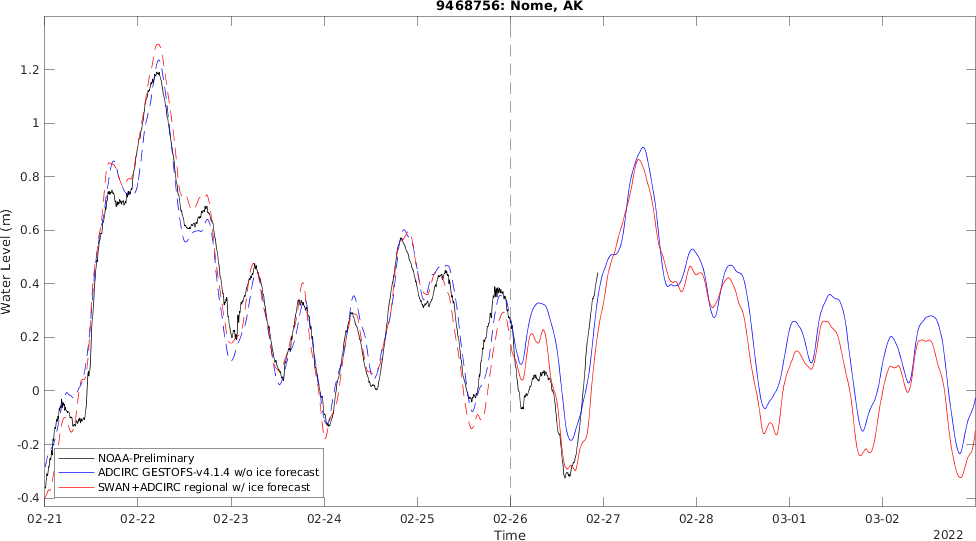 9468756: Nome, AK
Water Level (m)
1.2
1
0.8
0.6
0.4
0.2
0
-0.2
-0.4
NOAA-Preliminary
ADCIRC GESTOFS-v4.1.4 w/o ice forecast
SWAN+ADCIRC regional w/ ice forecast
02-21 02-22 02-23 02-24 02-25 02-26 02-27 02-28 03-01 03-02
Time
2022